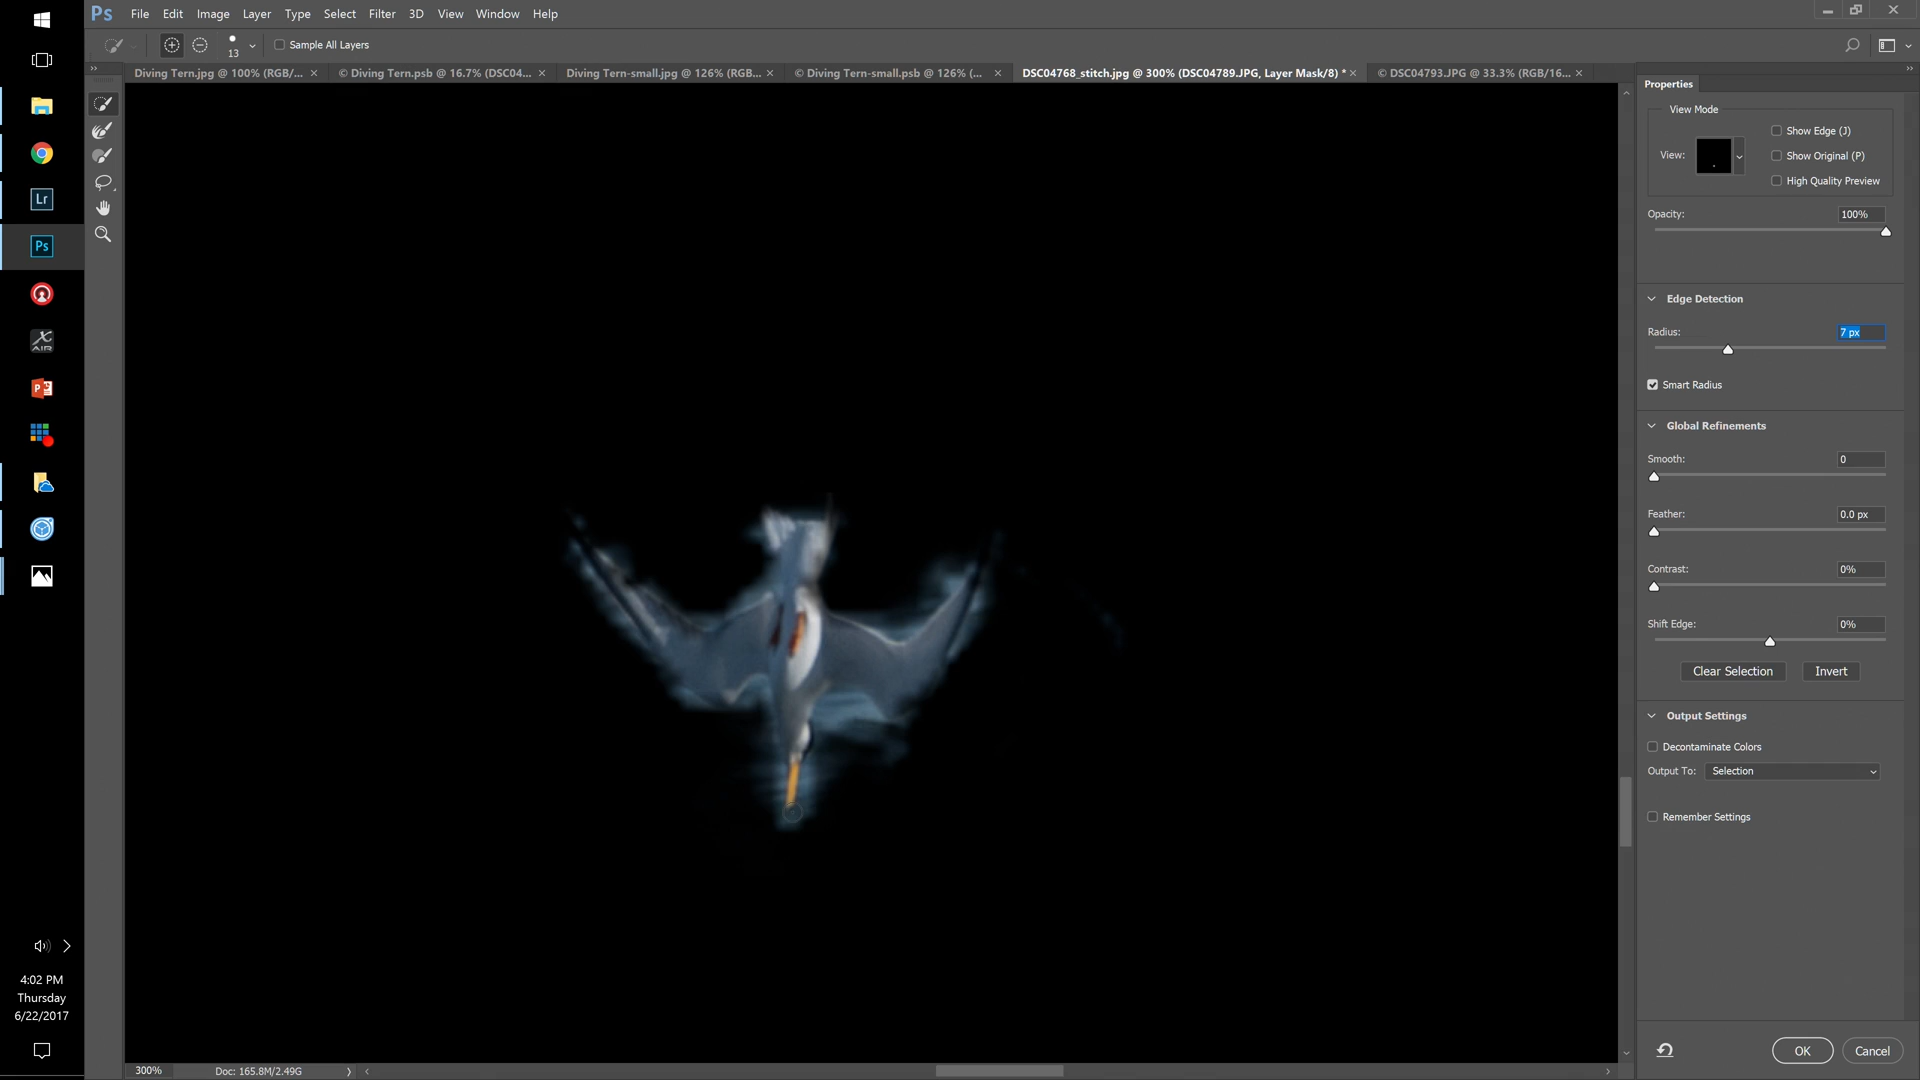 Ps File Edit Image Layer Type Select Filter 3D View Window Help
13 Sample All Layers
Diving Tern.jpg @ 100% (RGB/... × © Diving Tern.psb @ 16.7% (DSC04... × Diving Tern-small.jpg @ 126% (RGB... × © Diving Tern-small.psb @ 126% (... × DSC04768_stitch.jpg @ 300% (DSC04789.JPG, Layer Mask/8) * × © DSC04793.JPG @ 33.3% (RGB/16... ×
Properties
View Mode
View:
Show Edge (J)
Show Original (P)
High Quality Preview
Opacity: 100%
Edge Detection
Radius: 7 px
Smart Radius
Global Refinements
Smooth: 0
Feather: 0.0 px
Contrast: 0%
Shift Edge: 0%
Clear Selection Invert
Output Settings
Decontaminate Colors
Output To: Selection
Remember Settings
OK Cancel
Lr
Ps
AIR
P
4:02 PM
Thursday
6/22/2017
300% Doc: 165.8M/2.49G